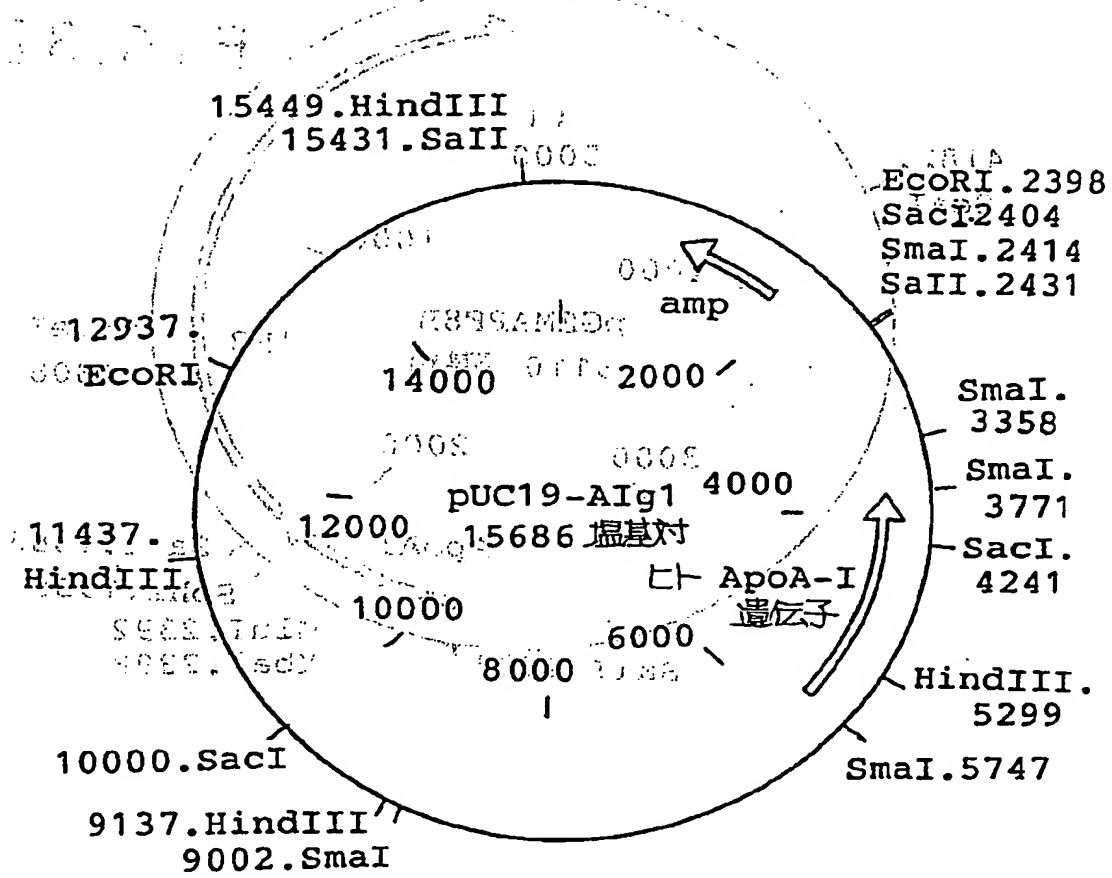 15449.HindIII
15431.SaII
EcoRI.2398
SacI2404
SmaI.2414
SaII.2431
amp
12937.
EcoRI
14000
2000
SmaI.
3358
SmaI.
3771
pUC19-AIg1
15686 塩基対
4000
12000
11437.
HindIII
SacI.
4241
ヒト ApoA-I
遺伝子
10000
8000
6000
HindIII.
5299
10000.SacI
SmaI.5747
9137.HindIII
9002.SmaI